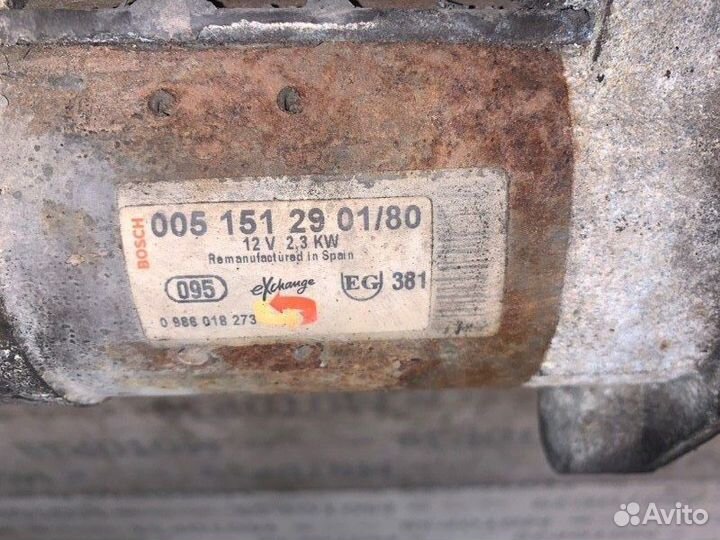 BOSCH
005 151 29 01/80
12 V 2,3 KW
Remanufactured in Spain
095 exchange EG 381
0 986 018 273
Avito